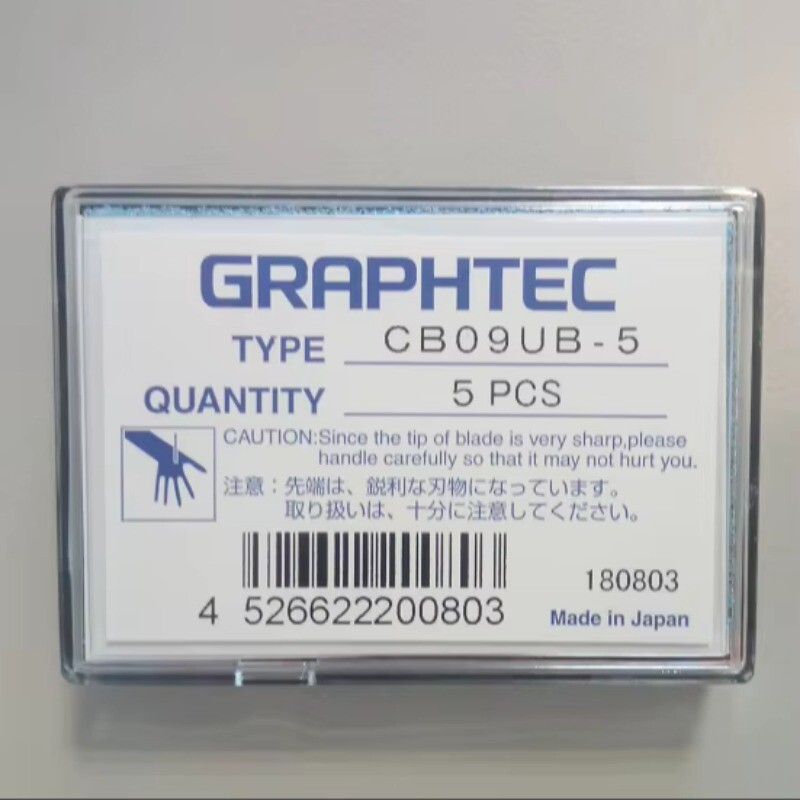 GRAPHTEC
TYPE CB09UB-5
QUANTITY 5 PCS
CAUTION:Since the tip of blade is very sharp,please
handle carefully so that it may not hurt you.
注意：先端は、鋭利な刃物になっています。
取り扱いは、十分に注意してください。
180803
4 526622200803
Made in Japan